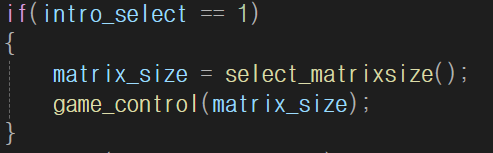 if(intro_select == 1)
{
    matrix_size = select_matrixsize();
    game_control(matrix_size);
}